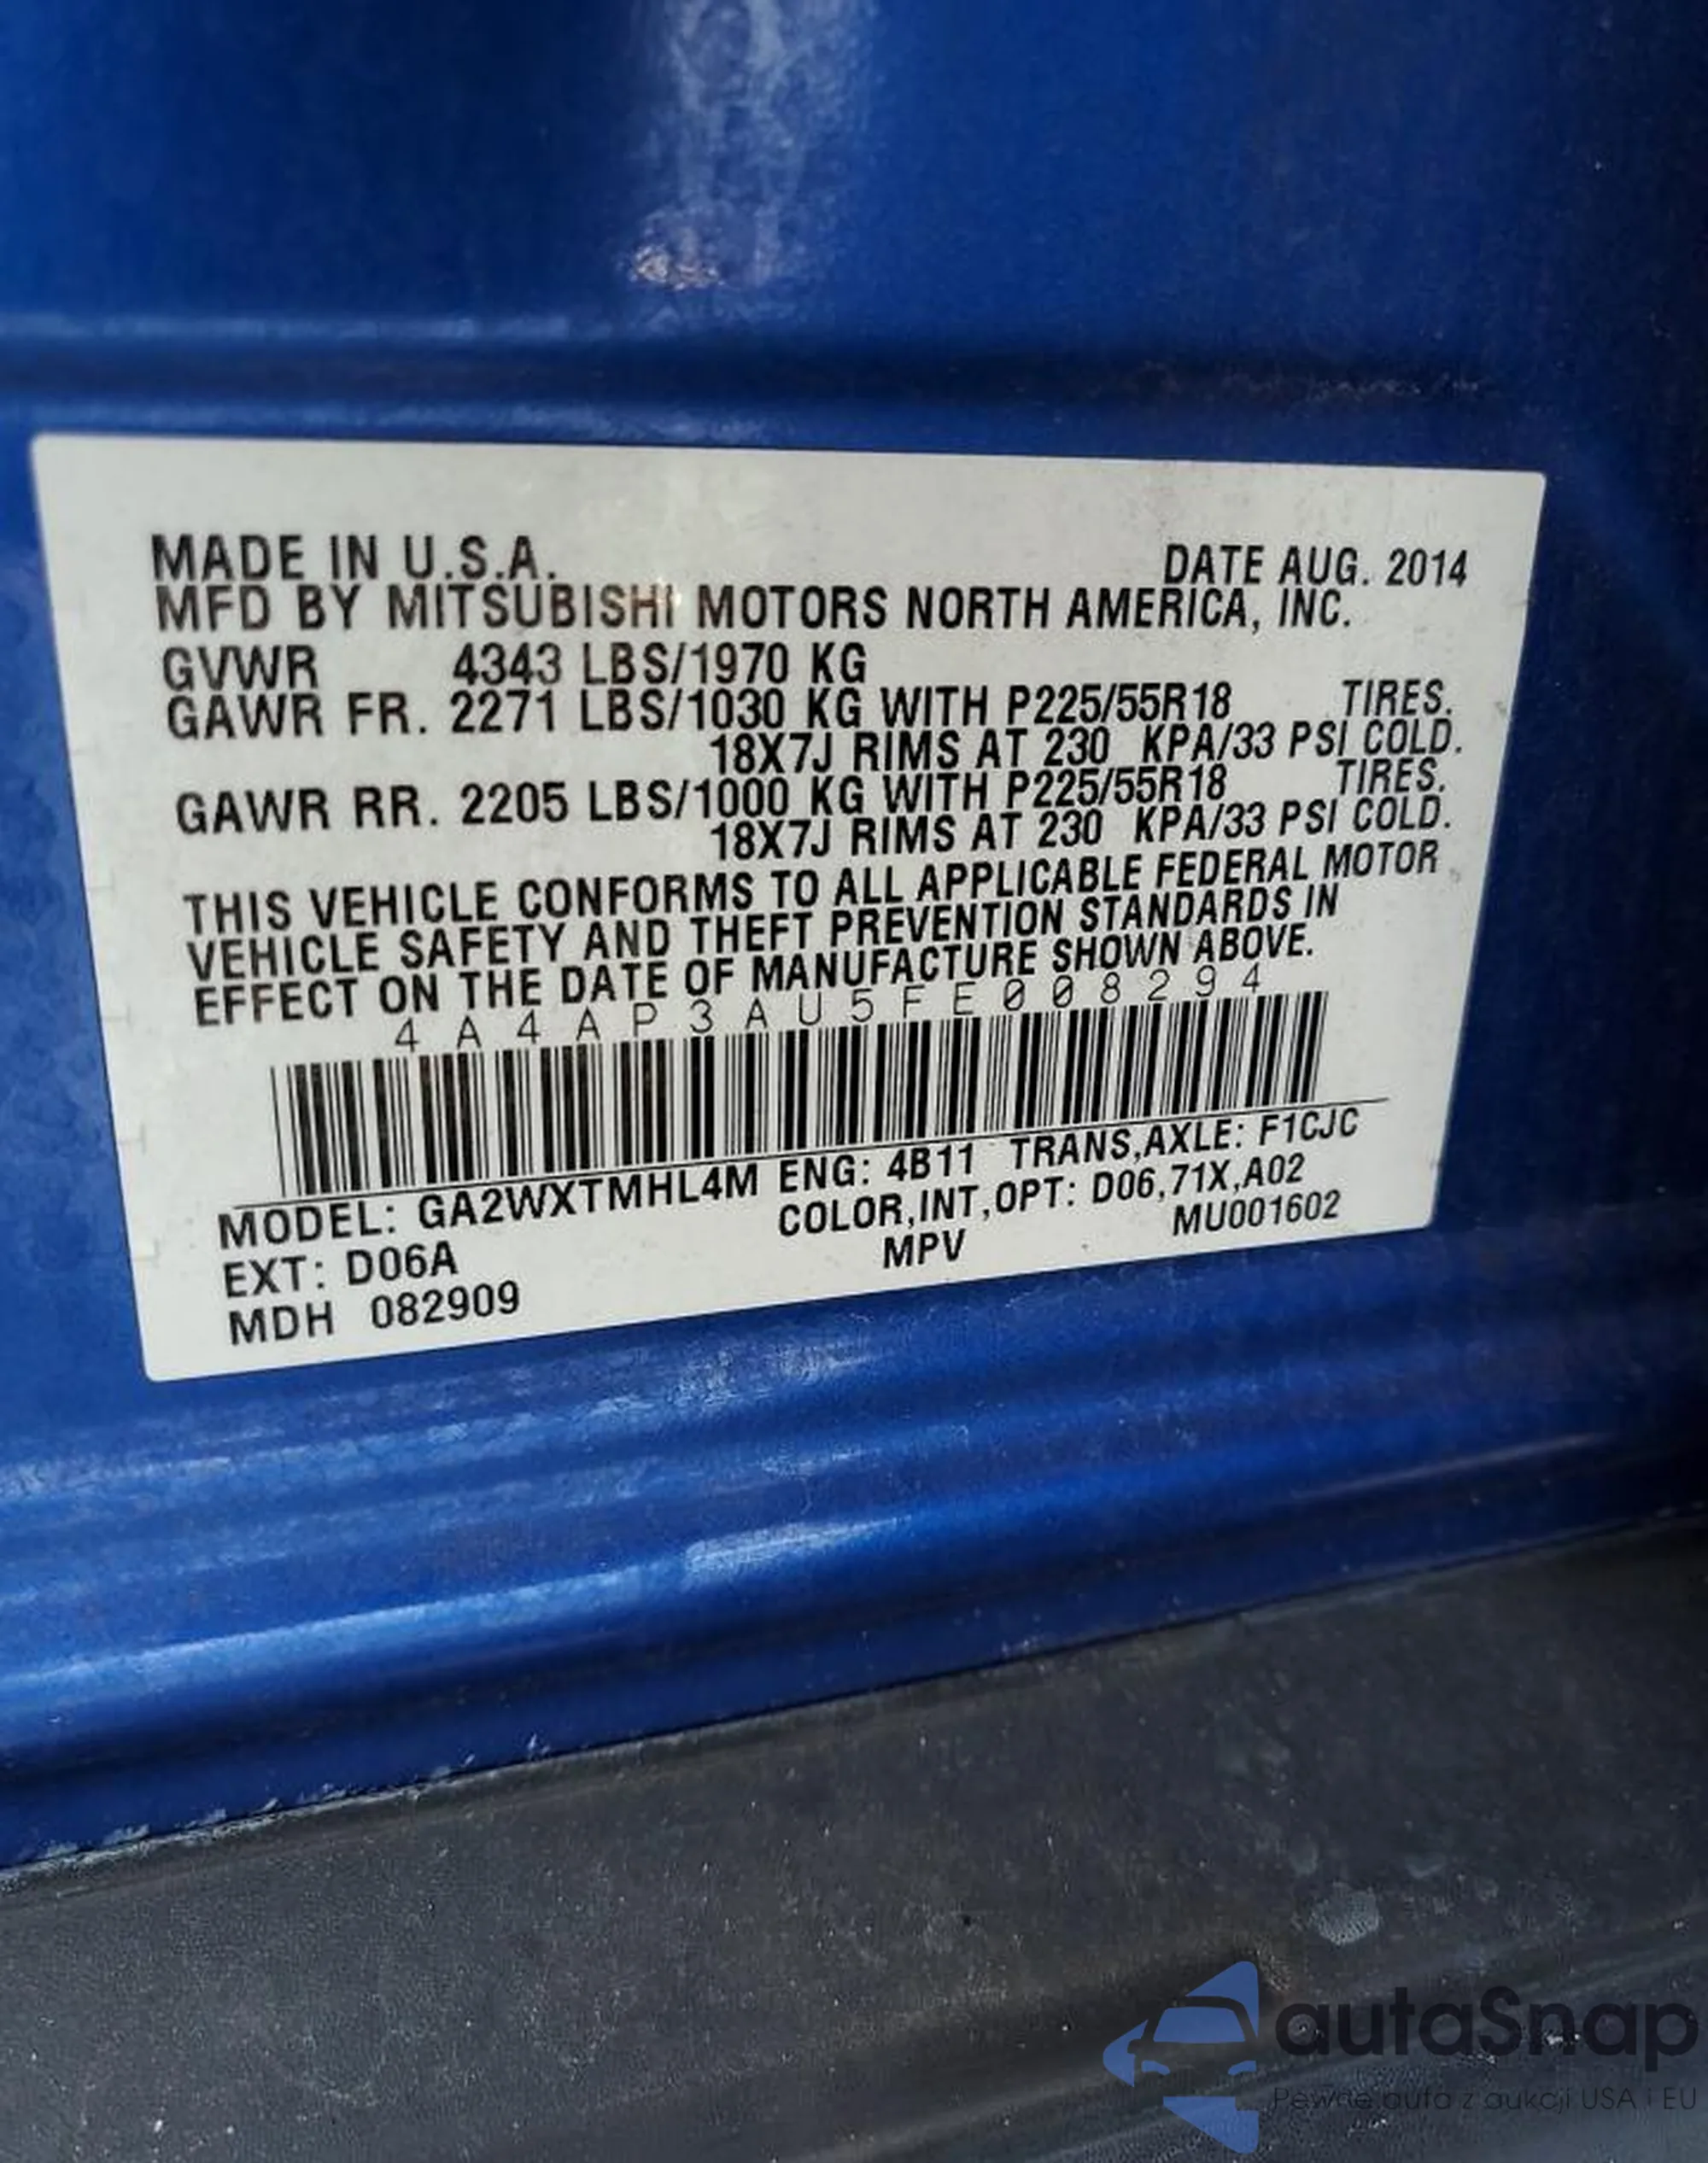 MADE IN U.S.A. DATE AUG. 2014
MFD BY MITSUBISHI MOTORS NORTH AMERICA, INC.
GVWR 4343 LBS/1970 KG
GAWR FR. 2271 LBS/1030 KG WITH P225/55R18 TIRES.
18X7J RIMS AT 230 KPA/33 PSI COLD.
GAWR RR. 2205 LBS/1000 KG WITH P225/55R18 TIRES.
18X7J RIMS AT 230 KPA/33 PSI COLD.
THIS VEHICLE CONFORMS TO ALL APPLICABLE FEDERAL MOTOR
VEHICLE SAFETY AND THEFT PREVENTION STANDARDS IN
EFFECT ON THE DATE OF MANUFACTURE SHOWN ABOVE.
4A4AP3AU5FE008294
MODEL: GA2WXTMHL4M ENG: 4B11 TRANS,AXLE: F1CJC
EXT: D06A COLOR,INT,OPT: D06,71X,A02
MDH 082909 MPV MU001602
autaSnap
Pewne auta z aukcji USA i EU